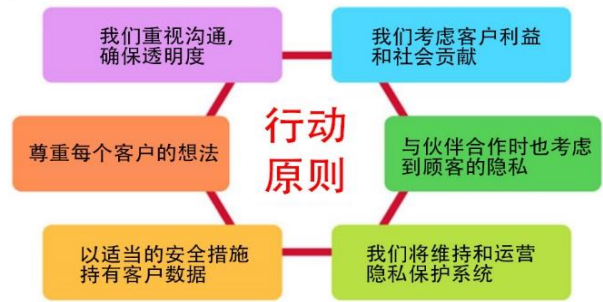 我们重视沟通,
确保透明度
我们考虑客户利益
和社会贡献
尊重每个客户的想法
行动
原则
与伙伴合作时也考虑
到顾客的隐私
以适当的安全措施
持有客户数据
我们将维持和运营
隐私保护系统